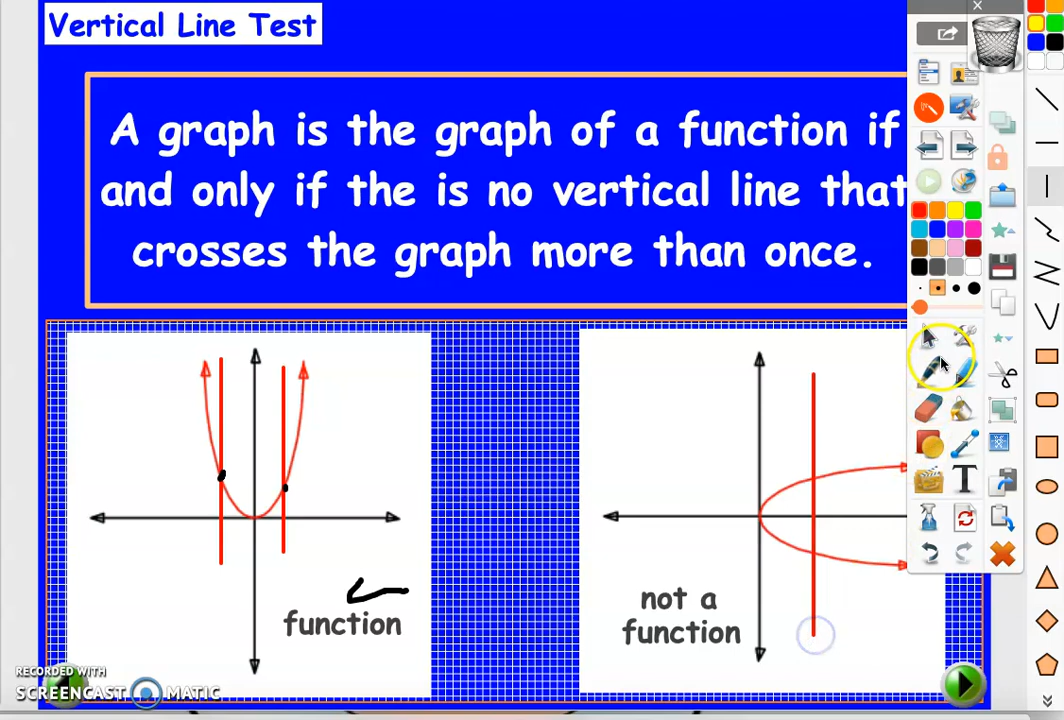 Vertical Line Test
A graph is the graph of a function if
and only if the is no vertical line that
crosses the graph more than once.
function
not a
function
RECORDED WITH
SCREENCAST MATIC
T